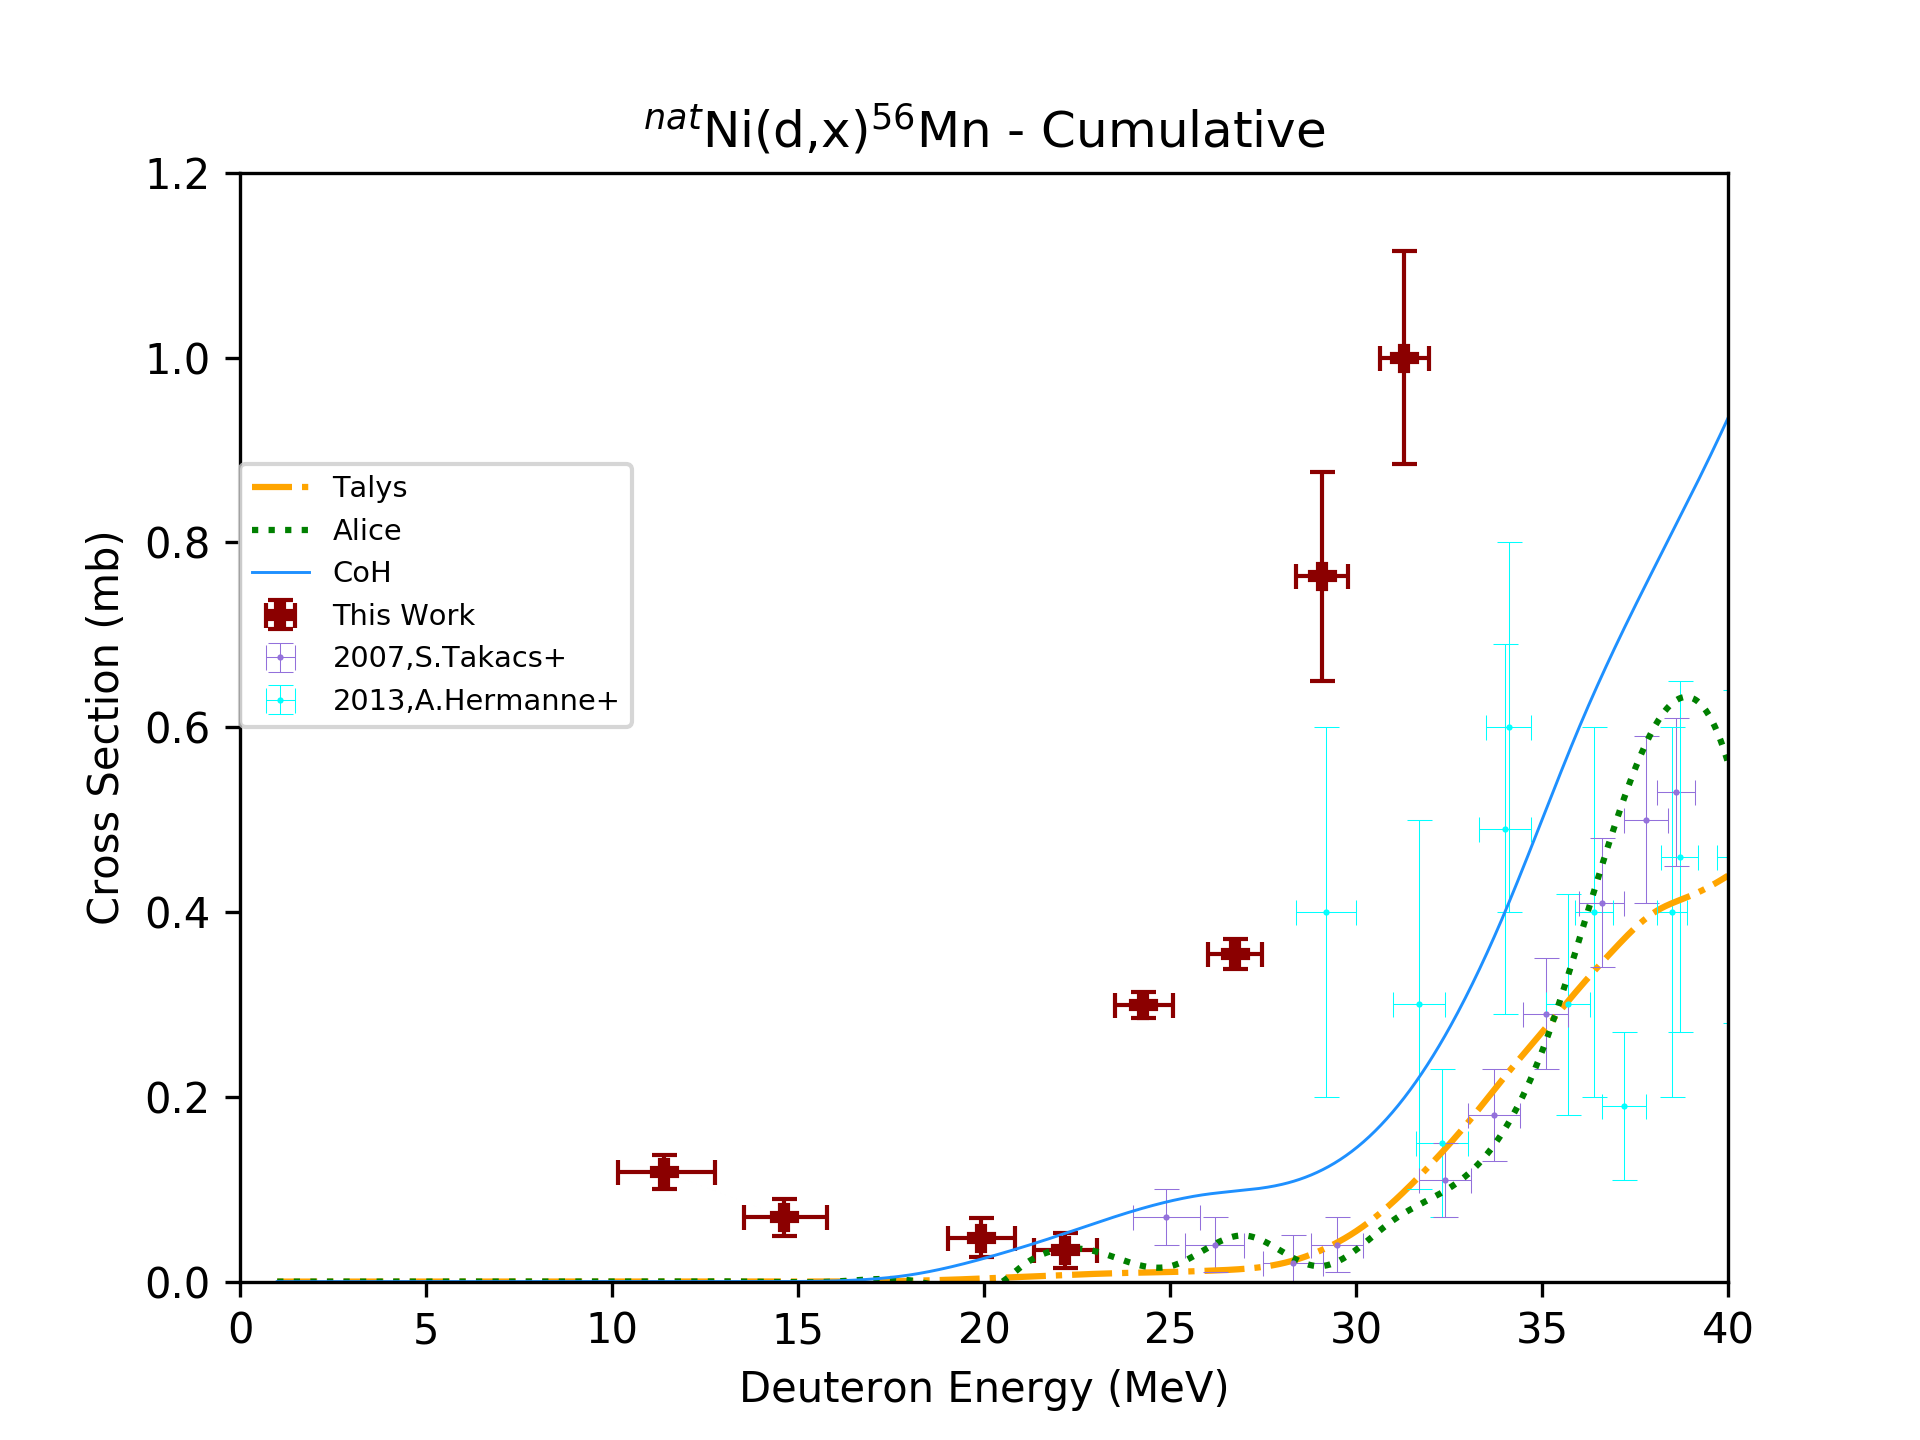 natNi(d,x)56Mn - Cumulative
1.2
1.0
0.8
0.6
0.4
0.2
0.0
Cross Section (mb)
Talys
Alice
CoH
This Work
2007,S.Takacs+
2013,A.Hermanne+
0 5 10 15 20 25 30 35 40
Deuteron Energy (MeV)